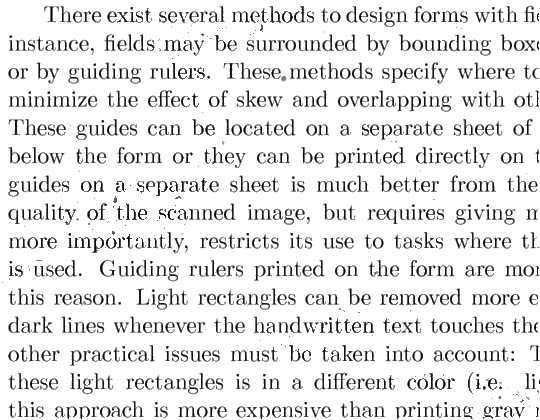 There exist several methods to design forms with fie
instance, fields may be surrounded by bounding boxe
or by guiding rulers. These methods specify where to
minimize the effect of skew and overlapping with oth
These guides can be located on a separate sheet of
below the form or they can be printed directly on t
guides on a separate sheet is much better from the
quality of the scanned image, but requires giving m
more importantly, restricts its use to tasks where th
is used. Guiding rulers printed on the form are mor
this reason. Light rectangles can be removed more e
dark lines whenever the handwritten text touches the
other practical issues must be taken into account: T
these light rectangles is in a different color (i.e. lig
this approach is more expensive than printing gray r